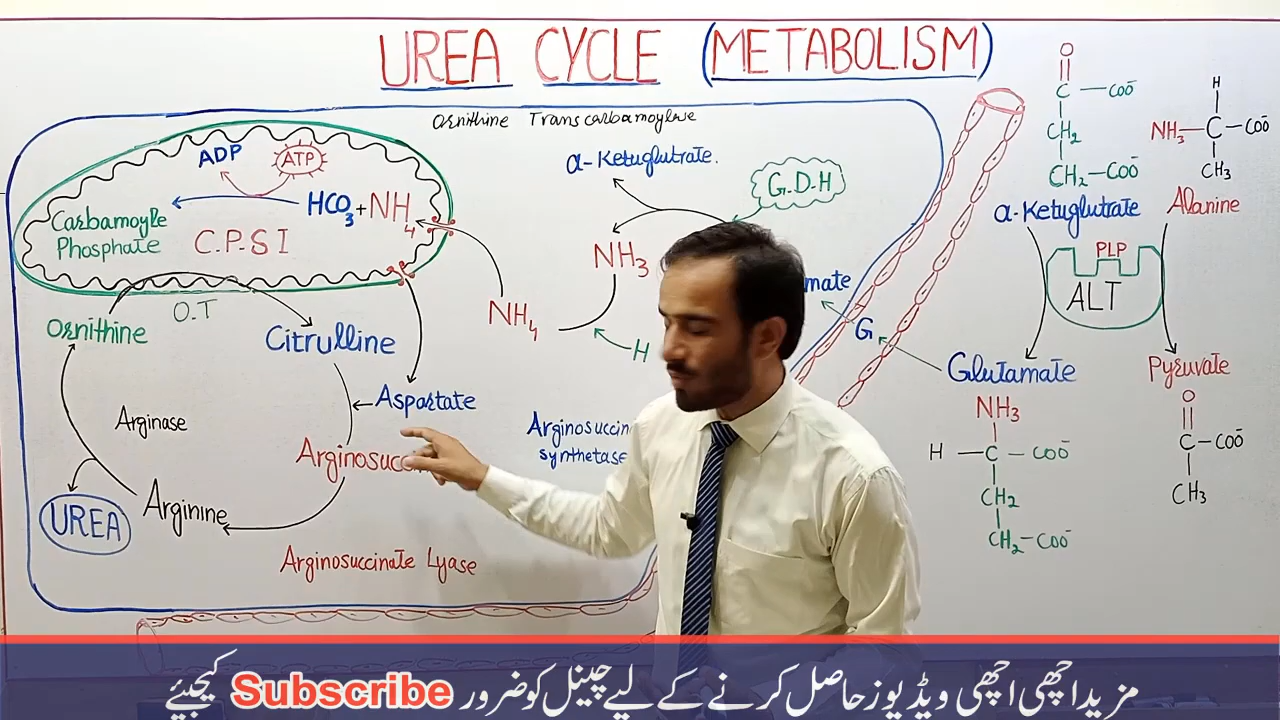 UREA CYCLE (METABOLISM)
Ornithine Transcarbamoylase
α-Ketuglutrate.
G.D.H
ADP
ATP
HCO3+NH4
Carbamoyle
Phosphate
C.P-S I
O.T
Ornithine
Citrulline
NH3
NH4
H
Aspartate
Arginase
Arginosucc
Arginosuccin
synthetase
UREA
Arginine
Arginosuccinate Lyase
mate
G
O
C — COO-
CH2
CH2-COO-
α-Ketuglutrate
H
NH3-C-COO-
CH3
Alanine
PLP
ALT
Glutamate
NH3
H — C — COO-
CH2
CH2-COO-
Pyruvate
O
C-COO-
CH3
مزید اچھی اچھی ویڈیوز حاصل کرنے کے لیے چینل کو ضرور Subscribe کیجیئے